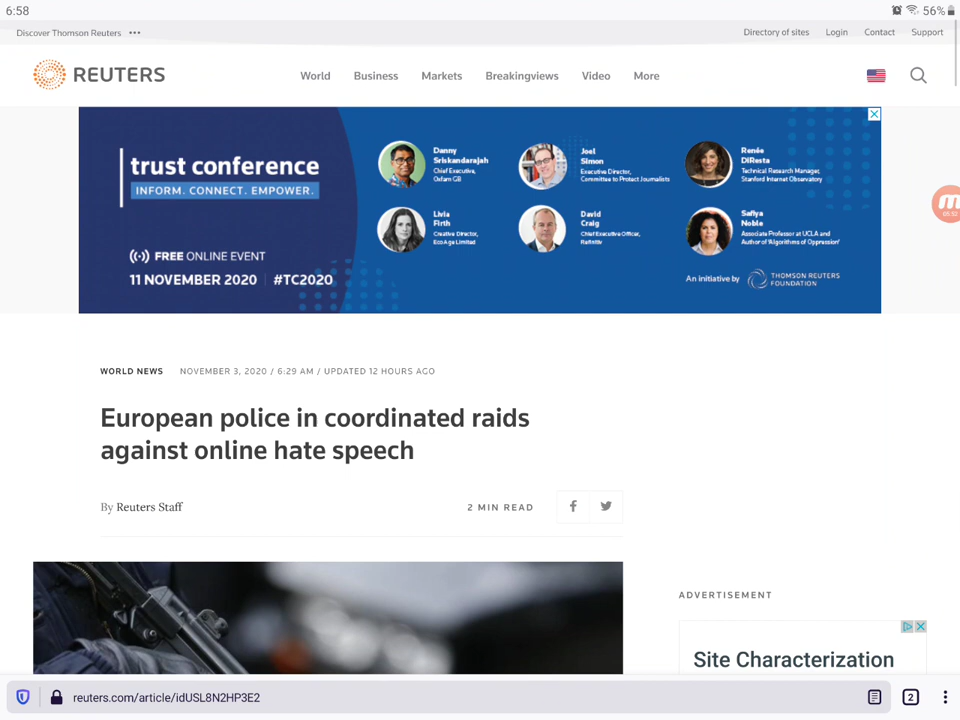 6:58
56%
Discover Thomson Reuters •••
Directory of sites Login Contact Support
REUTERS
World Business Markets Breakingviews Video More
trust conference
INFORM. CONNECT. EMPOWER.
FREE ONLINE EVENT
11 NOVEMBER 2020 | #TC2020
Danny
Sriskandarajah
Chief Executive,
Oxfam GB
Joel
Simon
Executive Director,
Committee to Protect Journalists
Renée
DiResta
Technical Research Manager,
Stanford Internet Observatory
Livia
Firth
Creative Director,
Eco Age Limited
David
Craig
Chief Executive Officer,
Refinitiv
Safiya
Noble
Associate Professor at UCLA and
Author of 'Algorithms of Oppression'
An initiative by
THOMSON REUTERS
FOUNDATION
05:52
WORLD NEWS NOVEMBER 3, 2020 / 6:29 AM / UPDATED 12 HOURS AGO
European police in coordinated raids
against online hate speech
By Reuters Staff
2 MIN READ
ADVERTISEMENT
Site Characterization
reuters.com/article/idUSL8N2HP3E2
2